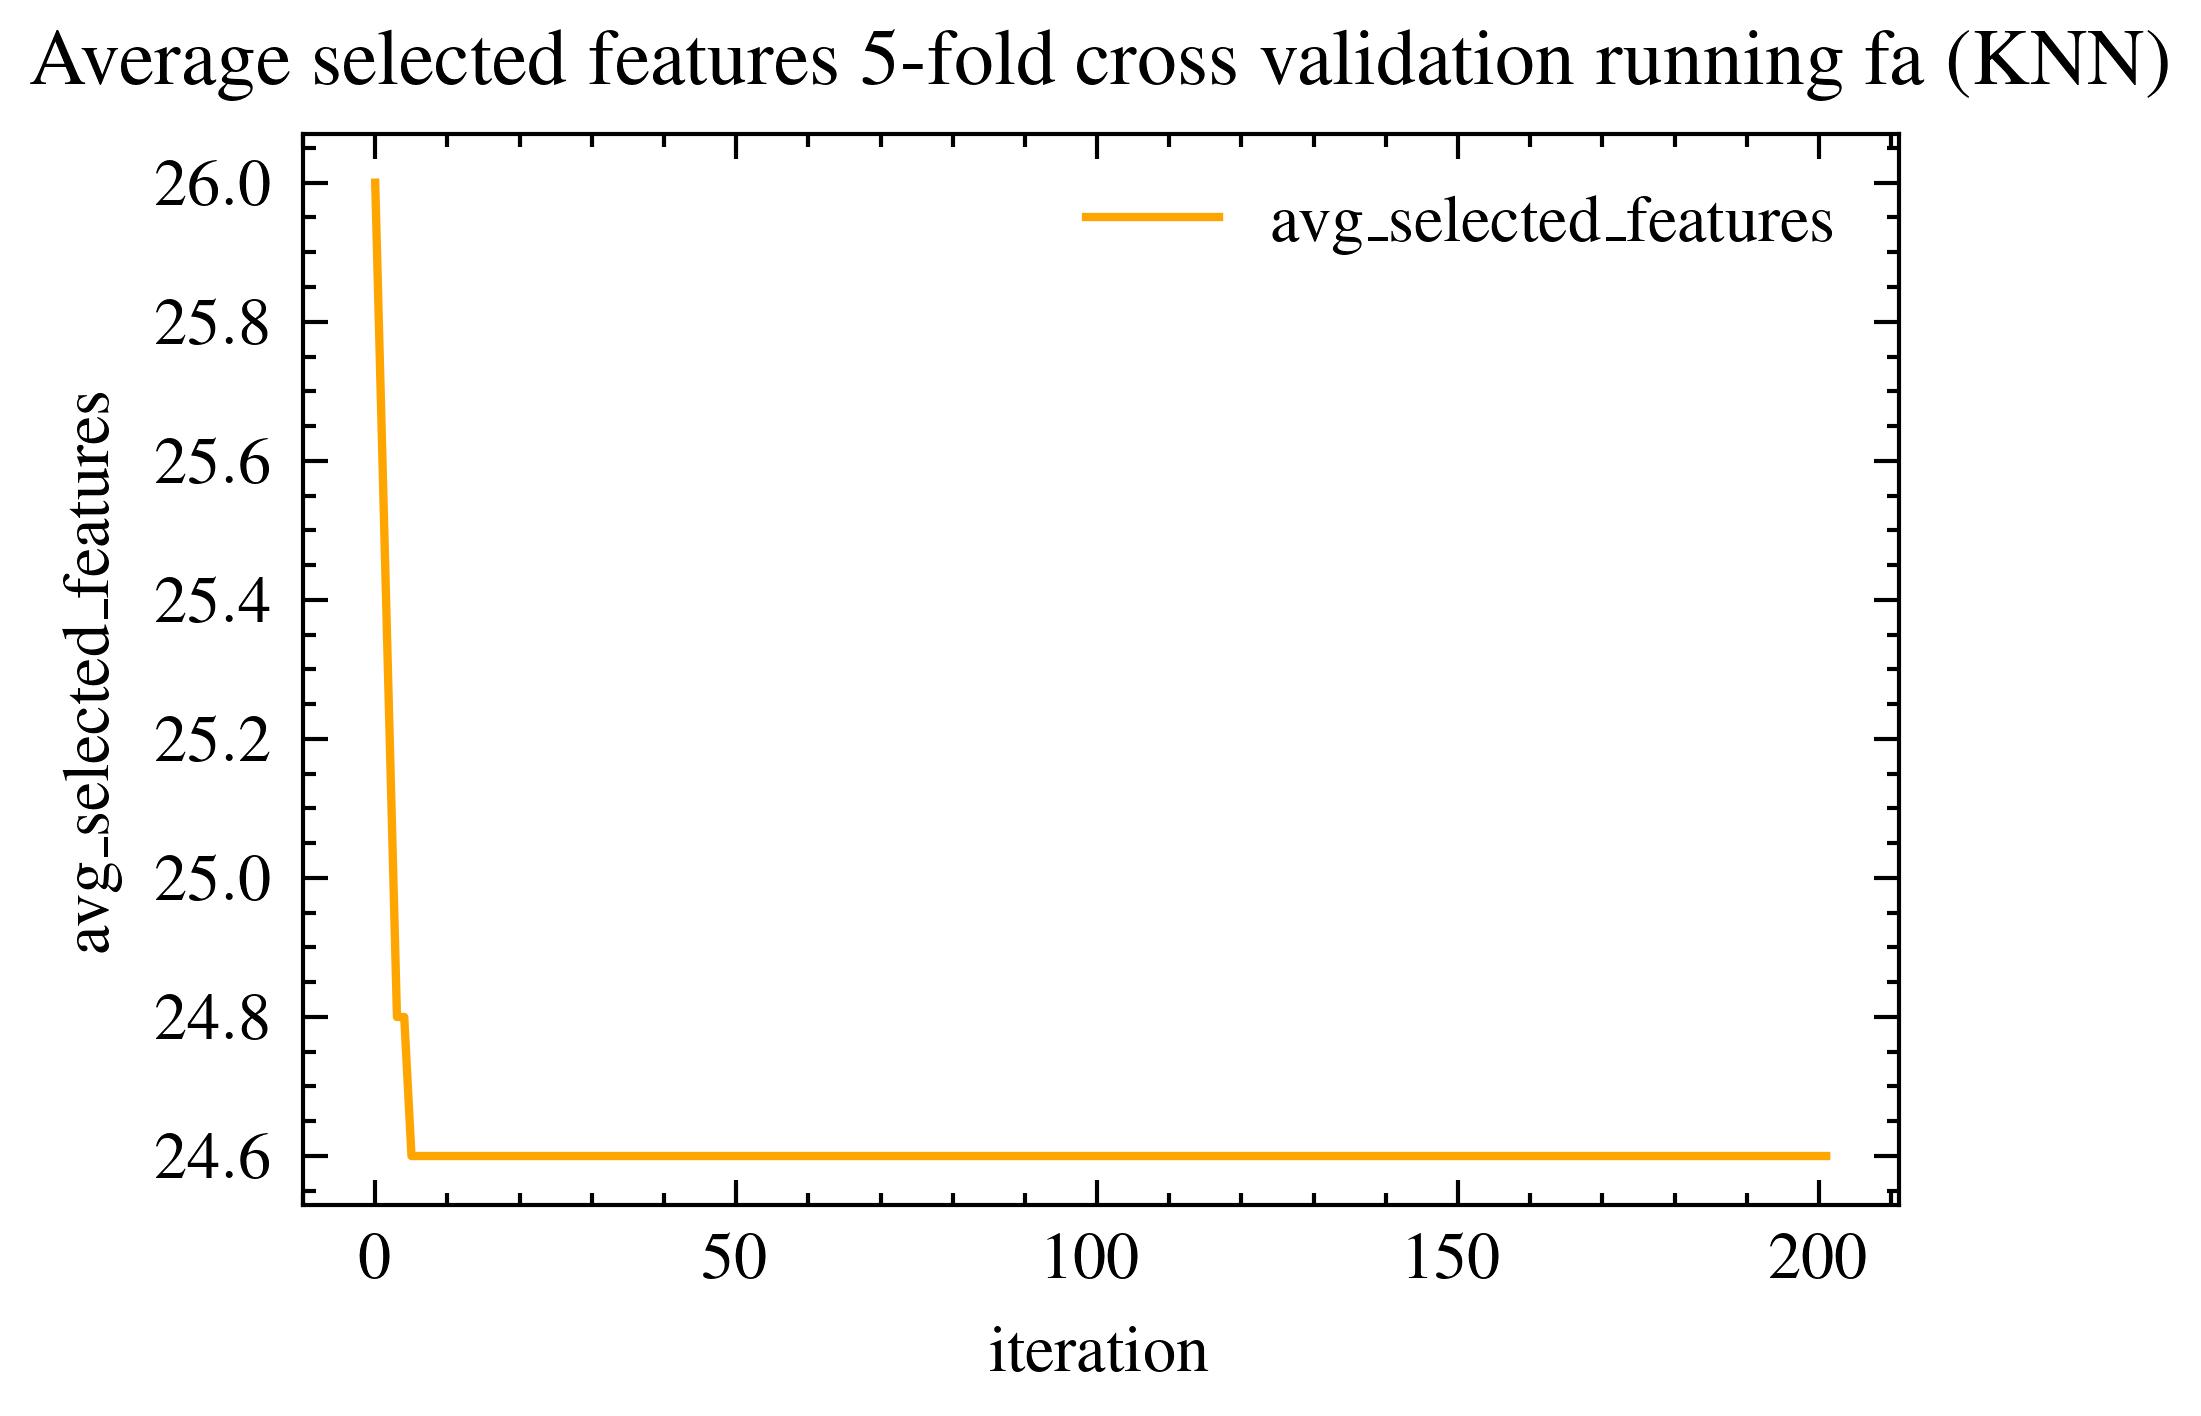 Average selected features 5-fold cross validation running fa (KNN)
avg_selected_features
26.0
25.8
25.6
25.4
25.2
25.0
24.8
24.6
avg_selected_features
0 50 100 150 200
iteration